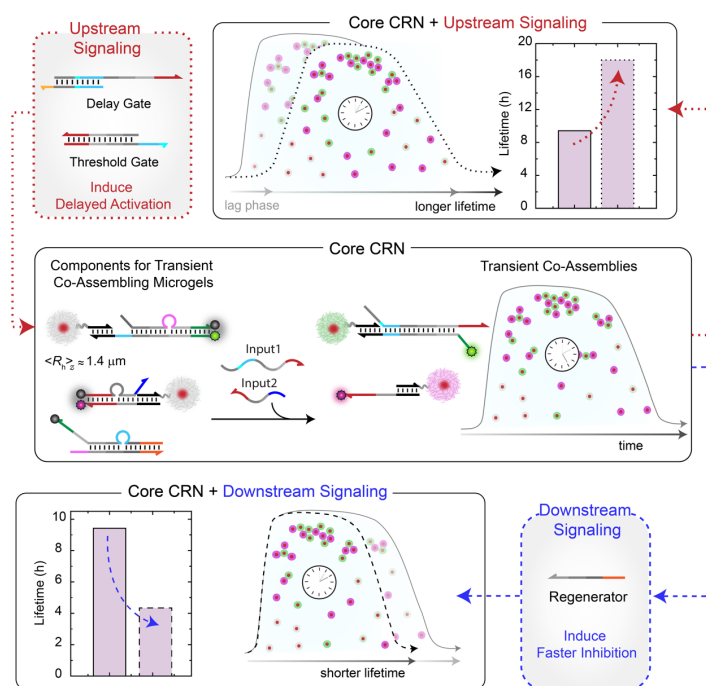 Upstream
Signaling
Delay Gate
Threshold Gate
Induce
Delayed Activation
Core CRN + Upstream Signaling
lag phase
longer lifetime
Lifetime (h)
20
16
12
8
4
0
Core CRN
Components for Transient
Co-Assembling Microgels
<Rh>z ≈ 1.4 μm
Input1
Input2
Transient Co-Assemblies
time
Core CRN + Downstream Signaling
Lifetime (h)
10
8
6
4
2
0
shorter lifetime
Downstream
Signaling
Regenerator
Induce
Faster Inhibition